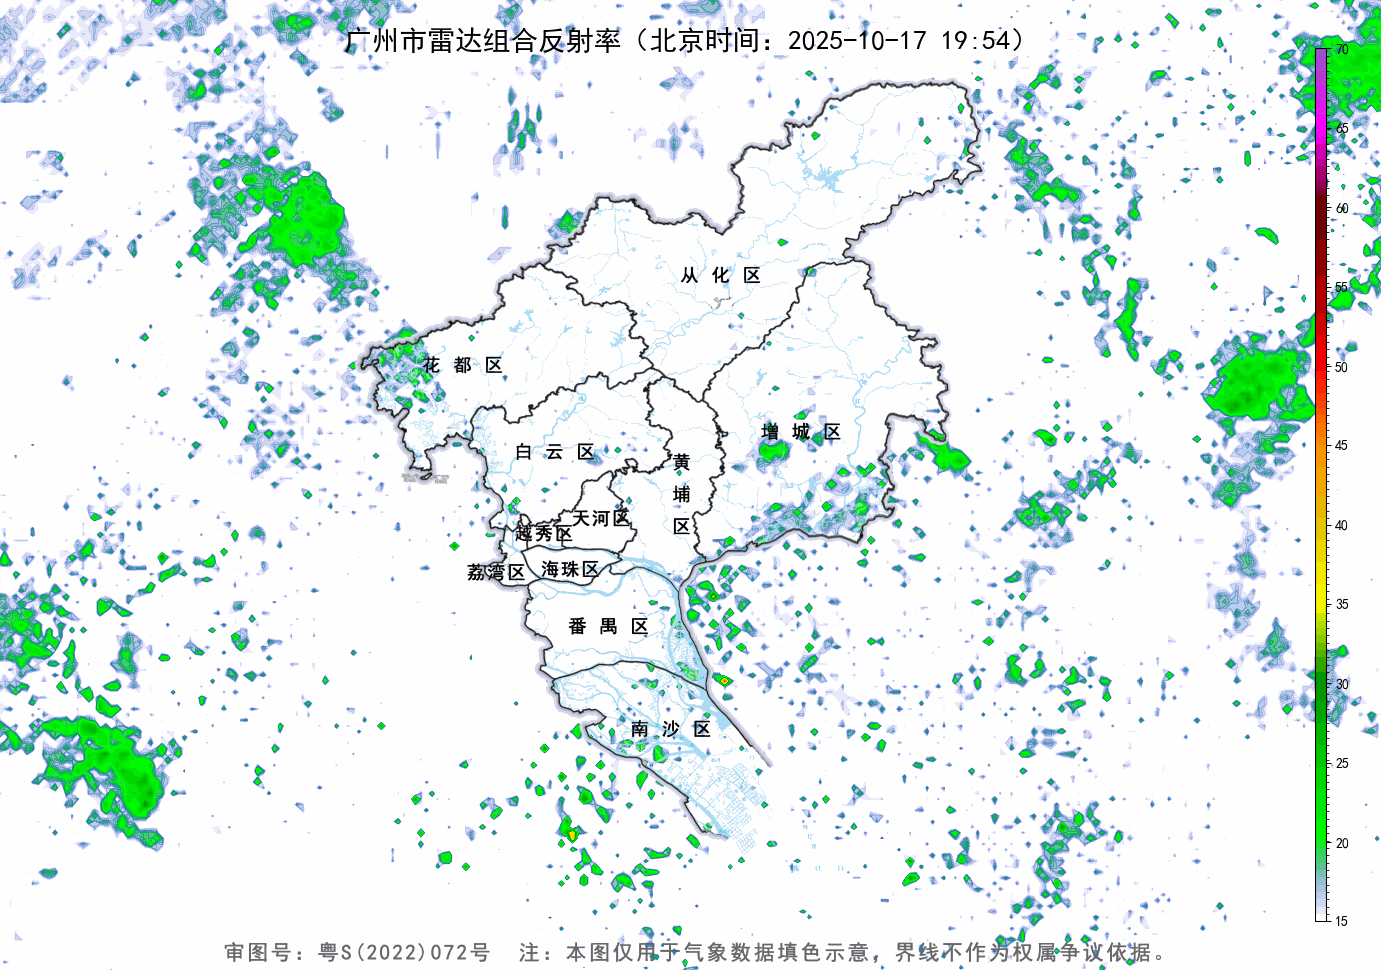 广州市雷达组合反射率（北京时间：2025-10-17 19:54）
70
65
60
55
50
45
40
35
30
25
20
15
从 化 区
花 都 区
增 城 区
白 云 区
黄
埔
区
天河区
越秀区
海珠区
荔湾区
番 禺 区
南 沙 区
审图号：粤S(2022)072号　注：本图仅用于气象数据填色示意，界线不作为权属争议依据。